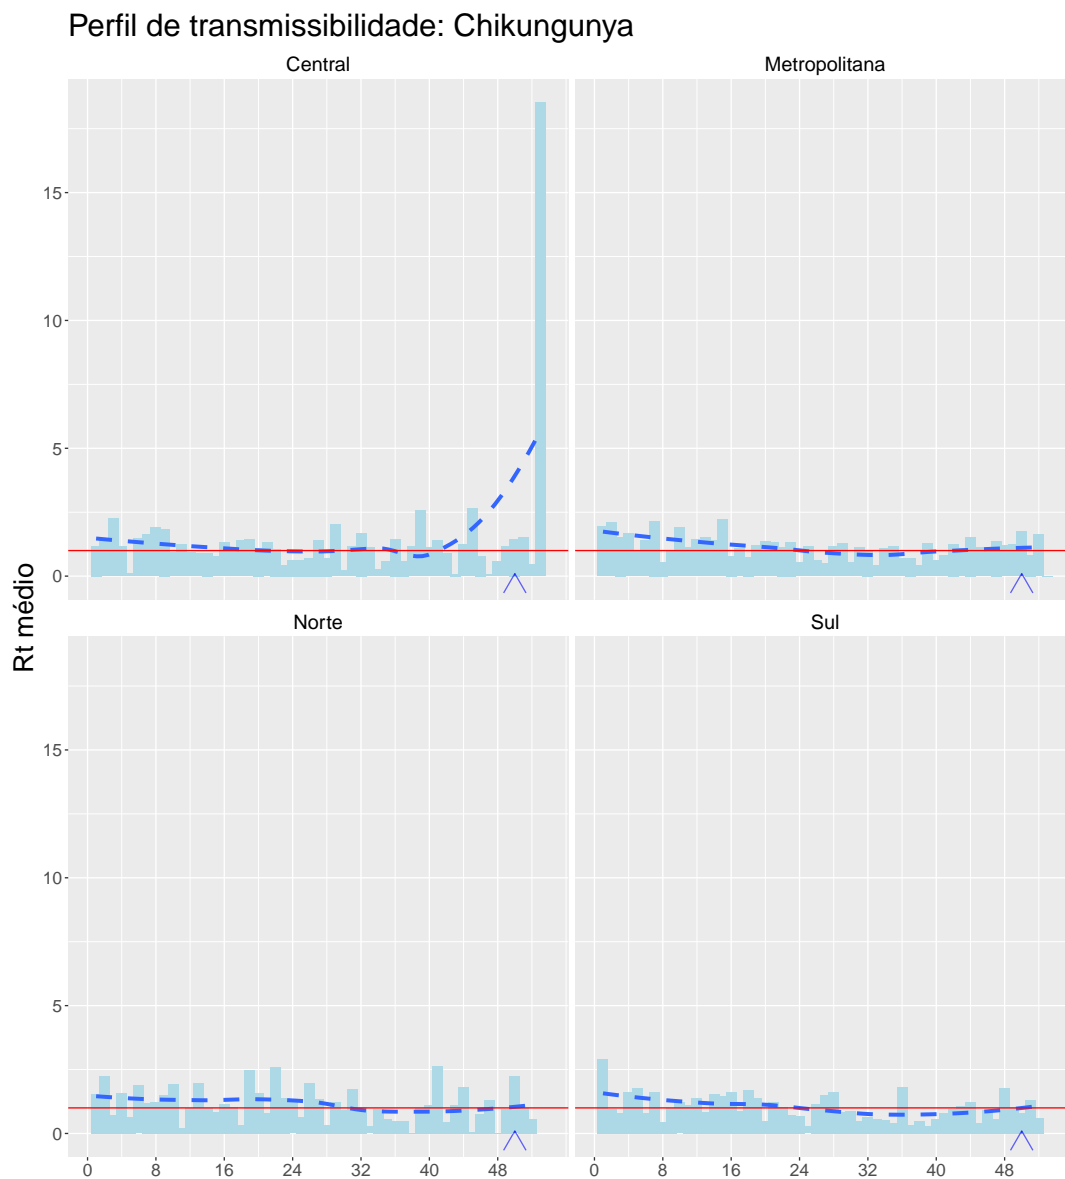 Perfil de transmissibilidade: Chikungunya
Central
Metropolitana
15
10
5
0
Norte
Sul
Rt médio
15
10
5
0
0 8 16 24 32 40 48
0 8 16 24 32 40 48